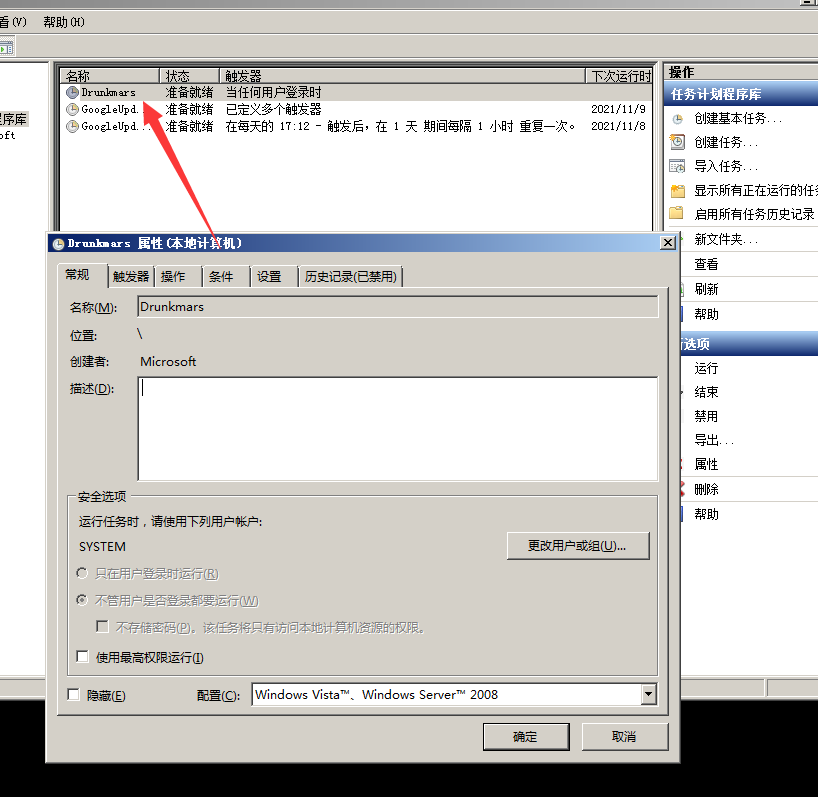 看(V) 帮助(H)
名称 状态 触发器 下次运行时
Drunkmars 准备就绪 当任何用户登录时
GoogleUpd... 准备就绪 已定义多个触发器 2021/11/9
GoogleUpd... 准备就绪 在每天的 17:12 - 触发后，在 1 天 期间每隔 1 小时 重复一次。 2021/11/8
程序库
oft
操作
任务计划程序库
创建基本任务...
创建任务...
导入任务...
显示所有正在运行的任务
启用所有任务历史记录
新文件夹...
查看
刷新
帮助
所选项
运行
结束
禁用
导出...
属性
删除
帮助
Drunkmars 属性(本地计算机)
常规 触发器 操作 条件 设置 历史记录(已禁用)
名称(M): Drunkmars
位置: \
创建者: Microsoft
描述(D):
安全选项
运行任务时，请使用下列用户帐户:
SYSTEM
更改用户或组(U)...
只在用户登录时运行(R)
不管用户是否登录都要运行(W)
不存储密码(P)。该任务将只有访问本地计算机资源的权限。
使用最高权限运行(I)
隐藏(E) 配置(C): Windows Vista™、Windows Server™ 2008
确定 取消